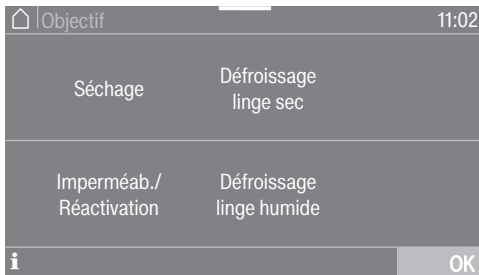 Objectif
11:02
Séchage
Défroissage
linge sec
Imperméab./
Réactivation
Défroissage
linge humide
i
OK